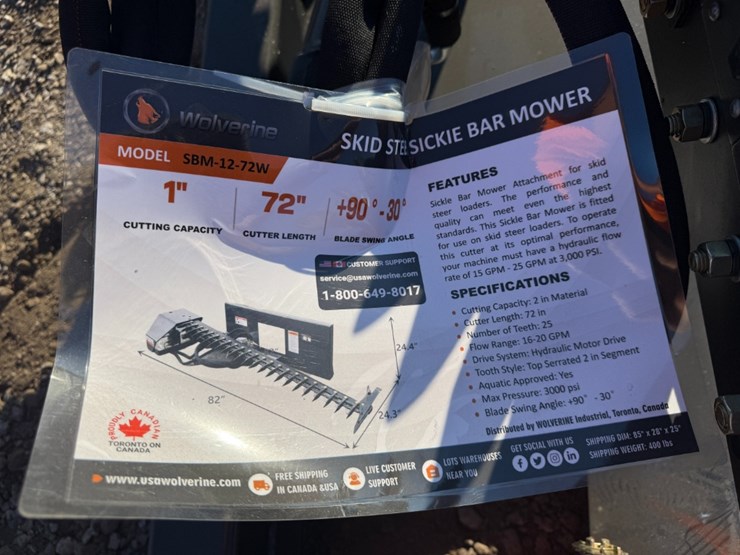 Wolverine
MODEL SBM-12-72W
1"
CUTTING CAPACITY
72"
CUTTER LENGTH
+90°-30°
BLADE SWING ANGLE
CUSTOMER SUPPORT
service@usawolverine.com
1-800-649-8017
82"
24.4"
24.3"
PROUDLY CANADIAN
TORONTO ON
CANADA
SKID STEE SICKIE BAR MOWER
FEATURES
Sickle Bar Mower Attachment for skid
steer loaders. The performance and
quality can meet even the highest
standards. This Sickle Bar Mower is fitted
for use on skid steer loaders. To operate
this cutter at its optimal performance,
your machine must have a hydraulic flow
rate of 15 GPM - 25 GPM at 3,000 PSI.
SPECIFICATIONS
• Cutting Capacity: 2 in Material
• Cutter Length: 72 in
• Number of Teeth: 25
• Flow Range: 16-20 GPM
• Drive System: Hydraulic Motor Drive
• Tooth Style: Top Serrated 2 in Segment
• Aquatic Approved: Yes
• Max Pressure: 3000 psi
• Blade Swing Angle: +90° - 30°
Distributed by WOLVERINE Industrial, Toronto, Canada
www.usawolverine.com
FREE SHIPPING
IN CANADA &USA
LIVE CUSTOMER
SUPPORT
LOTS WAREHOUSES
NEAR YOU
GET SOCIAL WITH US
SHIPPING DIM: 85" x 28" x 25"
SHIPPING WEIGHT: 400 lbs